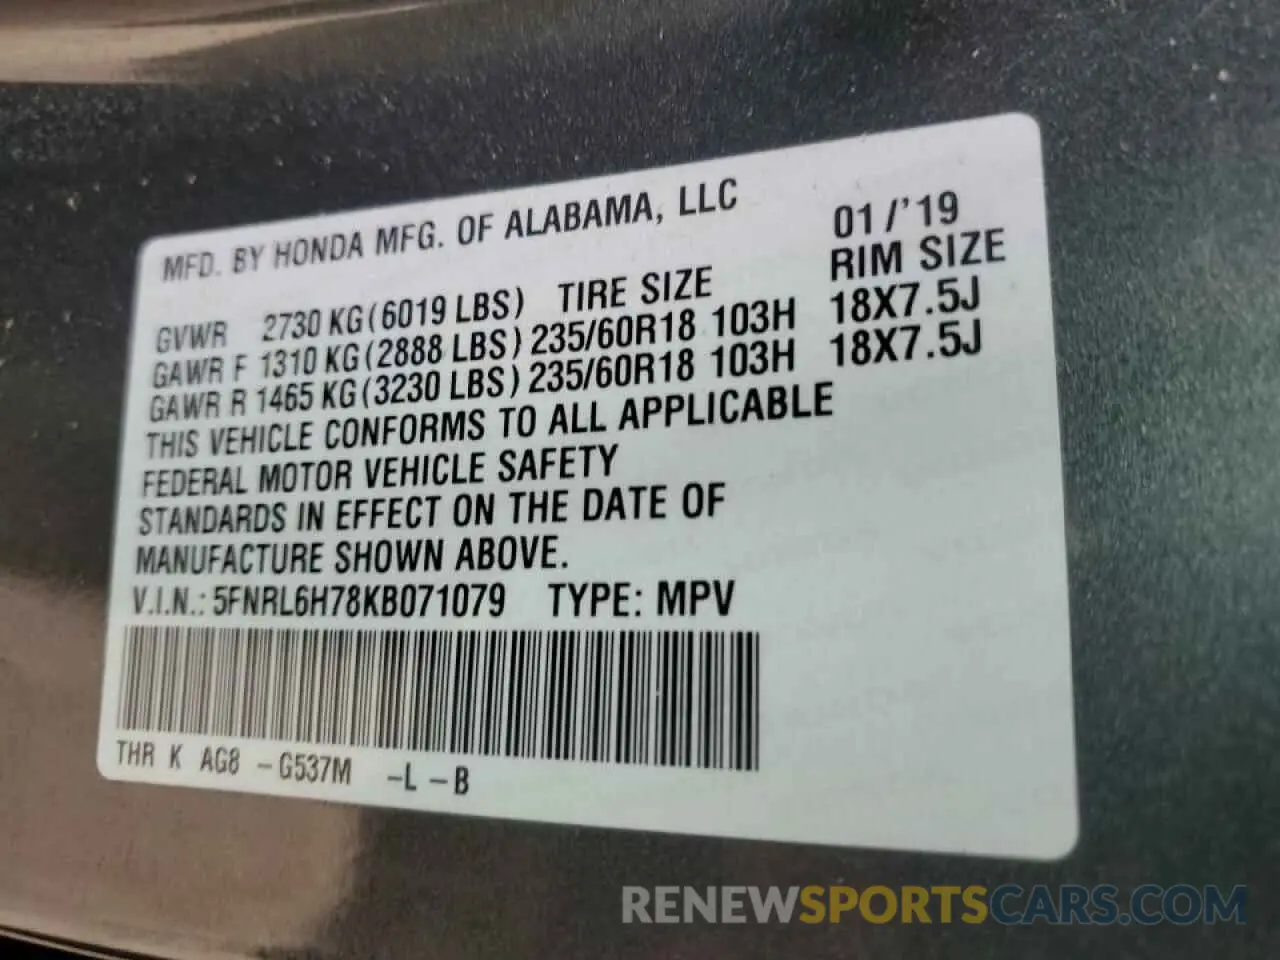 MFD. BY HONDA MFG. OF ALABAMA, LLC 01/'19
GVWR 2730 KG(6019 LBS) TIRE SIZE RIM SIZE
GAWR F 1310 KG(2888 LBS) 235/60R18 103H 18X7.5J
GAWR R 1465 KG(3230 LBS) 235/60R18 103H 18X7.5J
THIS VEHICLE CONFORMS TO ALL APPLICABLE
FEDERAL MOTOR VEHICLE SAFETY
STANDARDS IN EFFECT ON THE DATE OF
MANUFACTURE SHOWN ABOVE.
V.I.N.: 5FNRL6H78KB071079 TYPE: MPV
THR K AG8 -G537M -L -B
RENEWSPORTSCARS.COM